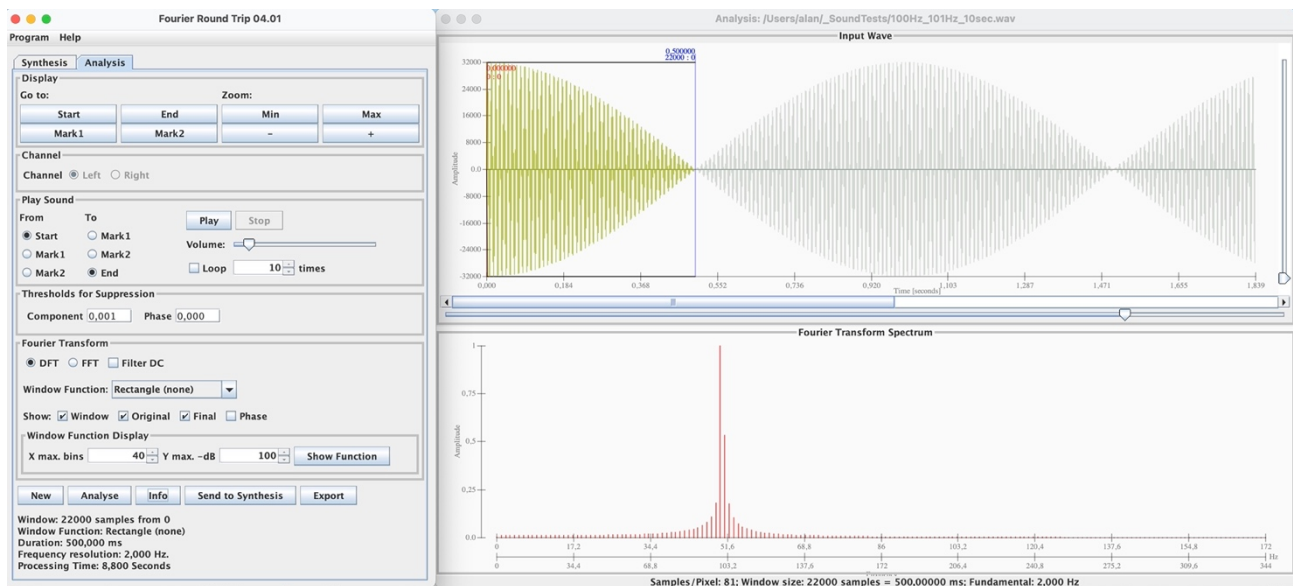 Fourier Round Trip 04.01
Program Help
Synthesis Analysis
Display
Go to: Zoom:
Start End Min Max
Mark1 Mark2 - +
Channel
Channel Left Right
Play Sound
From To Play Stop
Start Mark1
Volume:
Mark1 Mark2
Loop 10 times
Mark2 End
Thresholds for Suppression
Component 0,001 Phase 0,000
Fourier Transform
DFT FFT Filter DC
Window Function: Rectangle (none)
Show: Window Original Final Phase
Window Function Display
X max. bins 40 Y max. -dB 100 Show Function
New Analyse Info Send to Synthesis Export
Window: 22000 samples from 0
Window Function: Rectangle (none)
Duration: 500,000 ms
Frequency resolution: 2,000 Hz.
Processing Time: 8,800 Seconds
Analysis: /Users/alan/_SoundTests/100Hz_101Hz_10sec.wav
Input Wave
0,500000
22000 : 0
0,000000
0 : 0
32000
24000
16000
8000
0.0
-8000
-16000
-24000
-32000
Amplitude
0,000 0,184 0,368 0,552 0,736 0,920 1,103 1,287 1,471 1,655 1,839
Time [seconds]
Fourier Transform Spectrum
1
0,75
0,5
0,25
0.0
Amplitude
0 17,2 34,4 51,6 68,8 86 103,2 120,4 137,6 154,8 172
Hz
0 34,4 68,8 103,2 137,6 172 206,4 240,8 275,2 309,6 344
Samples/Pixel: 81; Window size: 22000 samples = 500,00000 ms; Fundamental: 2,000 Hz